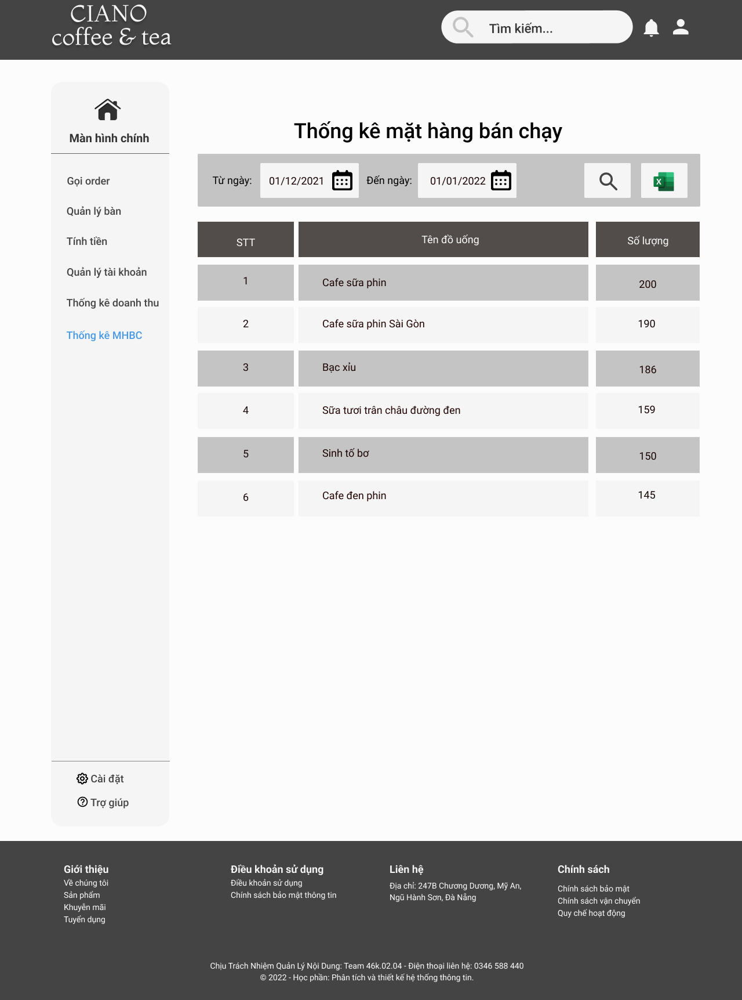 CIANO
coffee & tea
Tìm kiếm...
Màn hình chính
Gọi order
Quản lý bàn
Tính tiền
Quản lý tài khoản
Thống kê doanh thu
Thống kê MHBC
Cài đặt
Trợ giúp
Thống kê mặt hàng bán chạy
Từ ngày: 01/12/2021 Đến ngày: 01/01/2022
STT Tên đồ uống Số lượng
1 Cafe sữa phin 200
2 Cafe sữa phin Sài Gòn 190
3 Bạc xỉu 186
4 Sữa tươi trân châu đường đen 159
5 Sinh tố bơ 150
6 Cafe đen phin 145
Giới thiệu
Về chúng tôi
Sản phẩm
Khuyễn mãi
Tuyển dụng
Điều khoản sử dụng
Điều khoản sử dụng
Chính sách bảo mật thông tin
Liên hệ
Địa chỉ: 247B Chương Dương, Mỹ An,
Ngũ Hành Sơn, Đà Nẵng
Chính sách
Chính sách bảo mật
Chính sách vận chuyển
Quy chế hoạt động
Chịu Trách Nhiệm Quản Lý Nội Dung: Team 46k.02.04 - Điện thoại liên hệ: 0346 588 440
© 2022 - Học phần: Phân tích và thiết kế hệ thống thông tin.